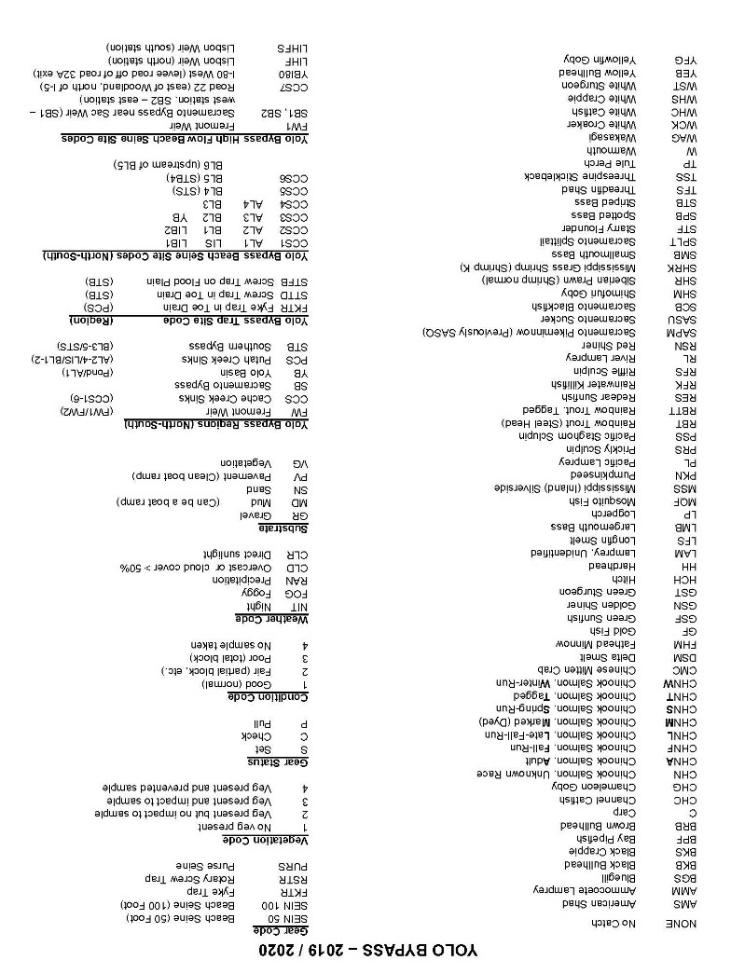 YOLO BYPASS – 2019 / 2020
NONE No Catch
AMS American Shad
AMM Ammocoete Lamprey
BGS Bluegill
BKB Black Bullhead
BKS Black Crappie
BPF Bay Pipefish
BRB Brown Bullhead
C Carp
CHC Channel Catfish
CHG Chameleon Goby
CHN Chinook Salmon, Unknown Race
CHNA Chinook Salmon, Adult
CHNF Chinook Salmon, Fall-Run
CHNL Chinook Salmon, Late-Fall-Run
CHNM Chinook Salmon, Marked (Dyed)
CHNS Chinook Salmon, Spring-Run
CHNT Chinook Salmon, Tagged
CHNW Chinook Salmon, Winter-Run
CMC Chinese Mitten Crab
DSM Delta Smelt
FHM Fathead Minnow
GF Gold Fish
GSF Green Sunfish
GSN Golden Shiner
GST Green Sturgeon
HCH Hitch
HH Hardhead
LAM Lamprey, Unidentified
LFS Longfin Smelt
LMB Largemouth Bass
LP Logperch
MQF Mosquito Fish
MSS Mississippi (Inland) Silverside
PKN Pumpkinseed
PL Pacific Lamprey
PRS Prickly Sculpin
PSS Pacific Staghorn Sclupin
RBT Rainbow Trout (Steel Head)
RBTT Rainbow Trout, Tagged
RES Redear Sunfish
RFK Rainwater Killifish
RFS Riffle Sculpin
RL River Lamprey
RSN Red Shiner
SAPM Sacramento Pikeminnow (Previously SASQ)
SASU Sacramento Sucker
SCB Sacramento Blackfish
SHM Shimofuri Goby
SHR Siberian Prawn (Shrimp normal)
SHRK Mississippi Grass Shrimp (Shrimp K)
SMB Smallmouth Bass
SPLT Sacramento Splittail
STF Starry Flounder
SPB Spotted Bass
STB Striped Bass
TFS Threadfin Shad
TSS Threespine Stickleback
TP Tule Perch
W Warmouth
WAG Wakasagi
WCK White Croaker
WHC White Catfish
WHS White Crappie
WST White Sturgeon
YEB Yellow Bullhead
YFG Yellowfin Goby
Gear Code
SEIN 50 Beach Seine (50 Foot)
SEIN 100 Beach Seine (100 Foot)
FKTR Fyke Trap
RSTR Rotary Screw Trap
PURS Purse Seine
Vegetation Code
1 No veg present
2 Veg present but no impact to sample
3 Veg present and impact to sample
4 Veg present and prevented sample
Gear Status
S Set
C Check
P Pull
Condition Code
1 Good (normal)
2 Fair (partial block, etc.)
3 Poor (total block)
4 No sample taken
Weather Code
NIT Night
FOG Foggy
RAN Precipitation
CLD Overcast or cloud cover > 50%
CLR Direct sunlight
Substrate
GR Gravel
MD Mud (Can be a boat ramp)
SN Sand
PV Pavement (Clean boat ramp)
VG Vegetation
Yolo Bypass Regions (North-South)
FW Fremont Weir (FW1/FW2)
CCS Cache Creek Sinks (CCS1-6)
SB Sacramento Bypass
YB Yolo Basin (Pond/AL1)
PCS Putah Creek Sinks (AL2-4/LIS/BL1-2)
STB Southern Bypass (BL3-5/STS)
Yolo Bypass Trap Site Code (Region)
FKTR Fyke Trap in Toe Drain (PCS)
STTD Screw Trap in Toe Drain (STB)
STFB Screw Trap on Flood Plain (STB)
Yolo Bypass Beach Seine Site Codes (North-South)
CCS1 AL1 LIS LIB1
CCS2 AL2 BL1 LIB2
CCS3 AL3 BL2 YB
CCS4 AL4 BL3
CCS5 BL4 (STS)
CCS6 BL5 (STB4)
BL6 (upstream of BL5)
Yolo Bypass High Flow Beach Seine Site Codes
FW1 Fremont Weir
SB1, SB2 Sacramento Bypass near Sac Weir (SB1 –
west station, SB2 – east station)
CCS7 Road 22 (east of Woodland, north of I-5)
YBI80 I-80 West (levee road off of road 32A exit)
LIHF Lisbon Weir (north station)
LIHFS Lisbon Weir (south station)